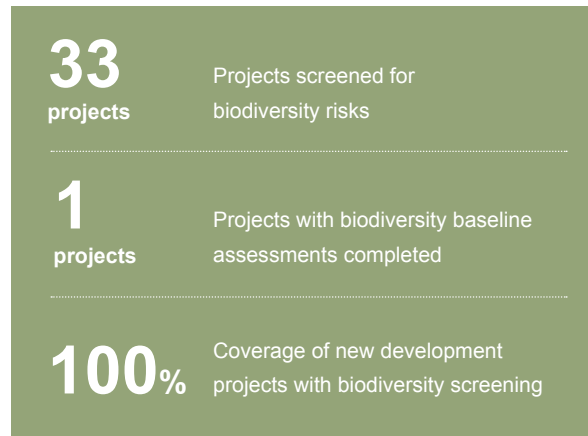 33
projects
Projects screened for
biodiversity risks
1
projects
Projects with biodiversity baseline
assessments completed
100%
Coverage of new development
projects with biodiversity screening